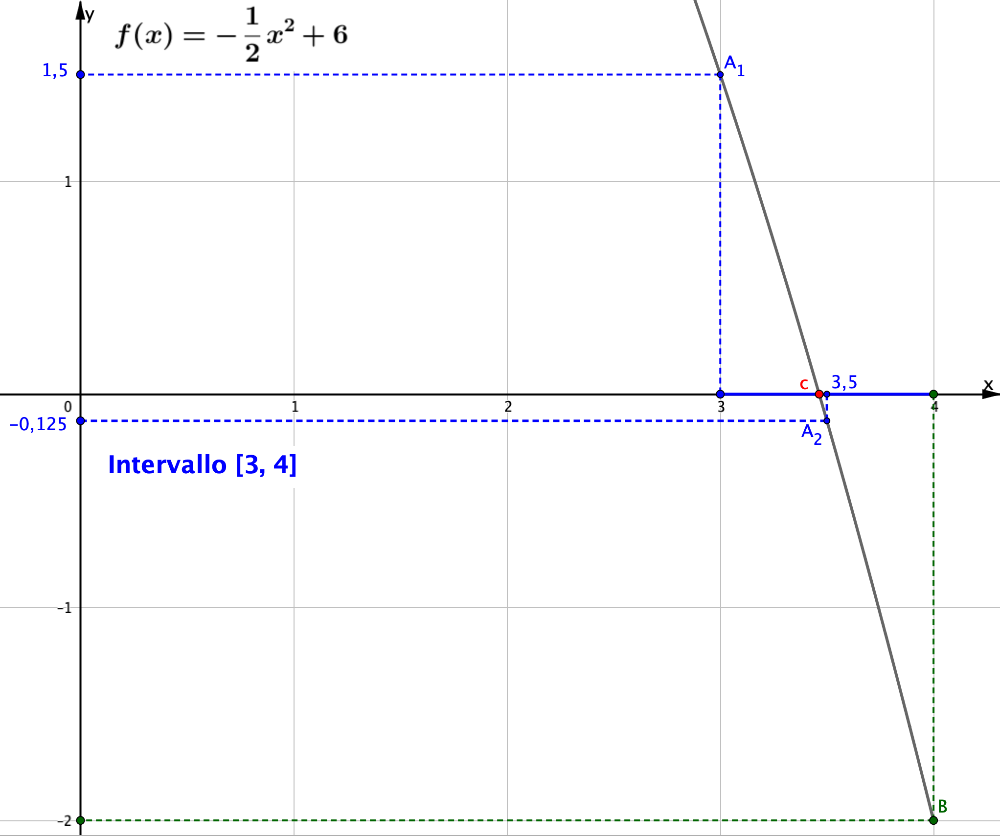 y
f(x) = −1/2 x² + 6
1,5
A₁
1
c
3,5
x
0
1
2
3
4
−0,125
A₂
Intervallo [3, 4]
−1
B
−2